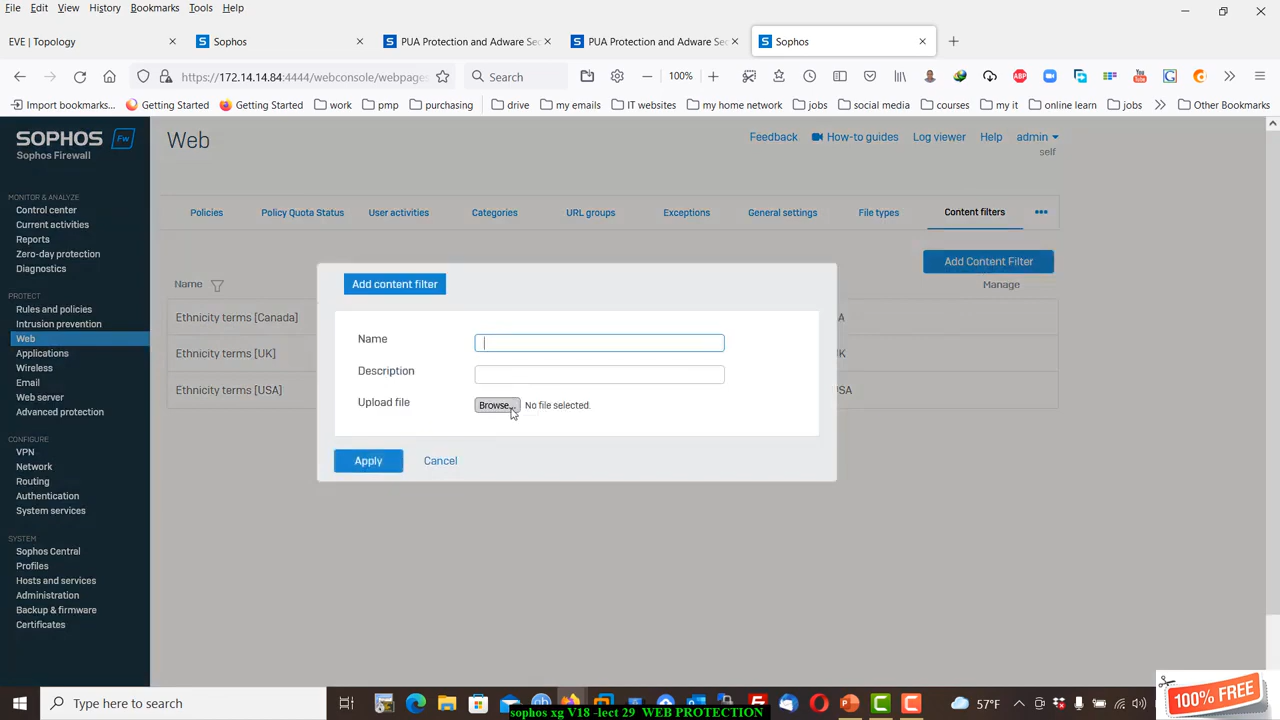 File Edit View History Bookmarks Tools Help
EVE | Topology
Sophos
PUA Protection and Adware Sec
PUA Protection and Adware Sec
Sophos
https://172.14.14.84:4444/webconsole/webpages
Search
100%
Import bookmarks... Getting Started Getting Started work pmp purchasing drive my emails IT websites my home network jobs social media courses my it online learn jobs Other Bookmarks
SOPHOS Fw
Sophos Firewall
Web
Feedback How-to guides Log viewer Help admin
self
MONITOR & ANALYZE
Control center
Current activities
Reports
Zero-day protection
Diagnostics
PROTECT
Rules and policies
Intrusion prevention
Web
Applications
Wireless
Email
Web server
Advanced protection
CONFIGURE
VPN
Network
Routing
Authentication
System services
SYSTEM
Sophos Central
Profiles
Hosts and services
Administration
Backup & firmware
Certificates
Policies Policy Quota Status User activities Categories URL groups Exceptions General settings File types Content filters
Add Content Filter
Name
Manage
Ethnicity terms [Canada]
A
Ethnicity terms [UK]
K
Ethnicity terms [USA]
SA
Add content filter
Name
Description
Upload file
Browse... No file selected.
Apply Cancel
Type here to search
57°F
sophos xg V18 -lect 29 WEB PROTECTION
100% FREE